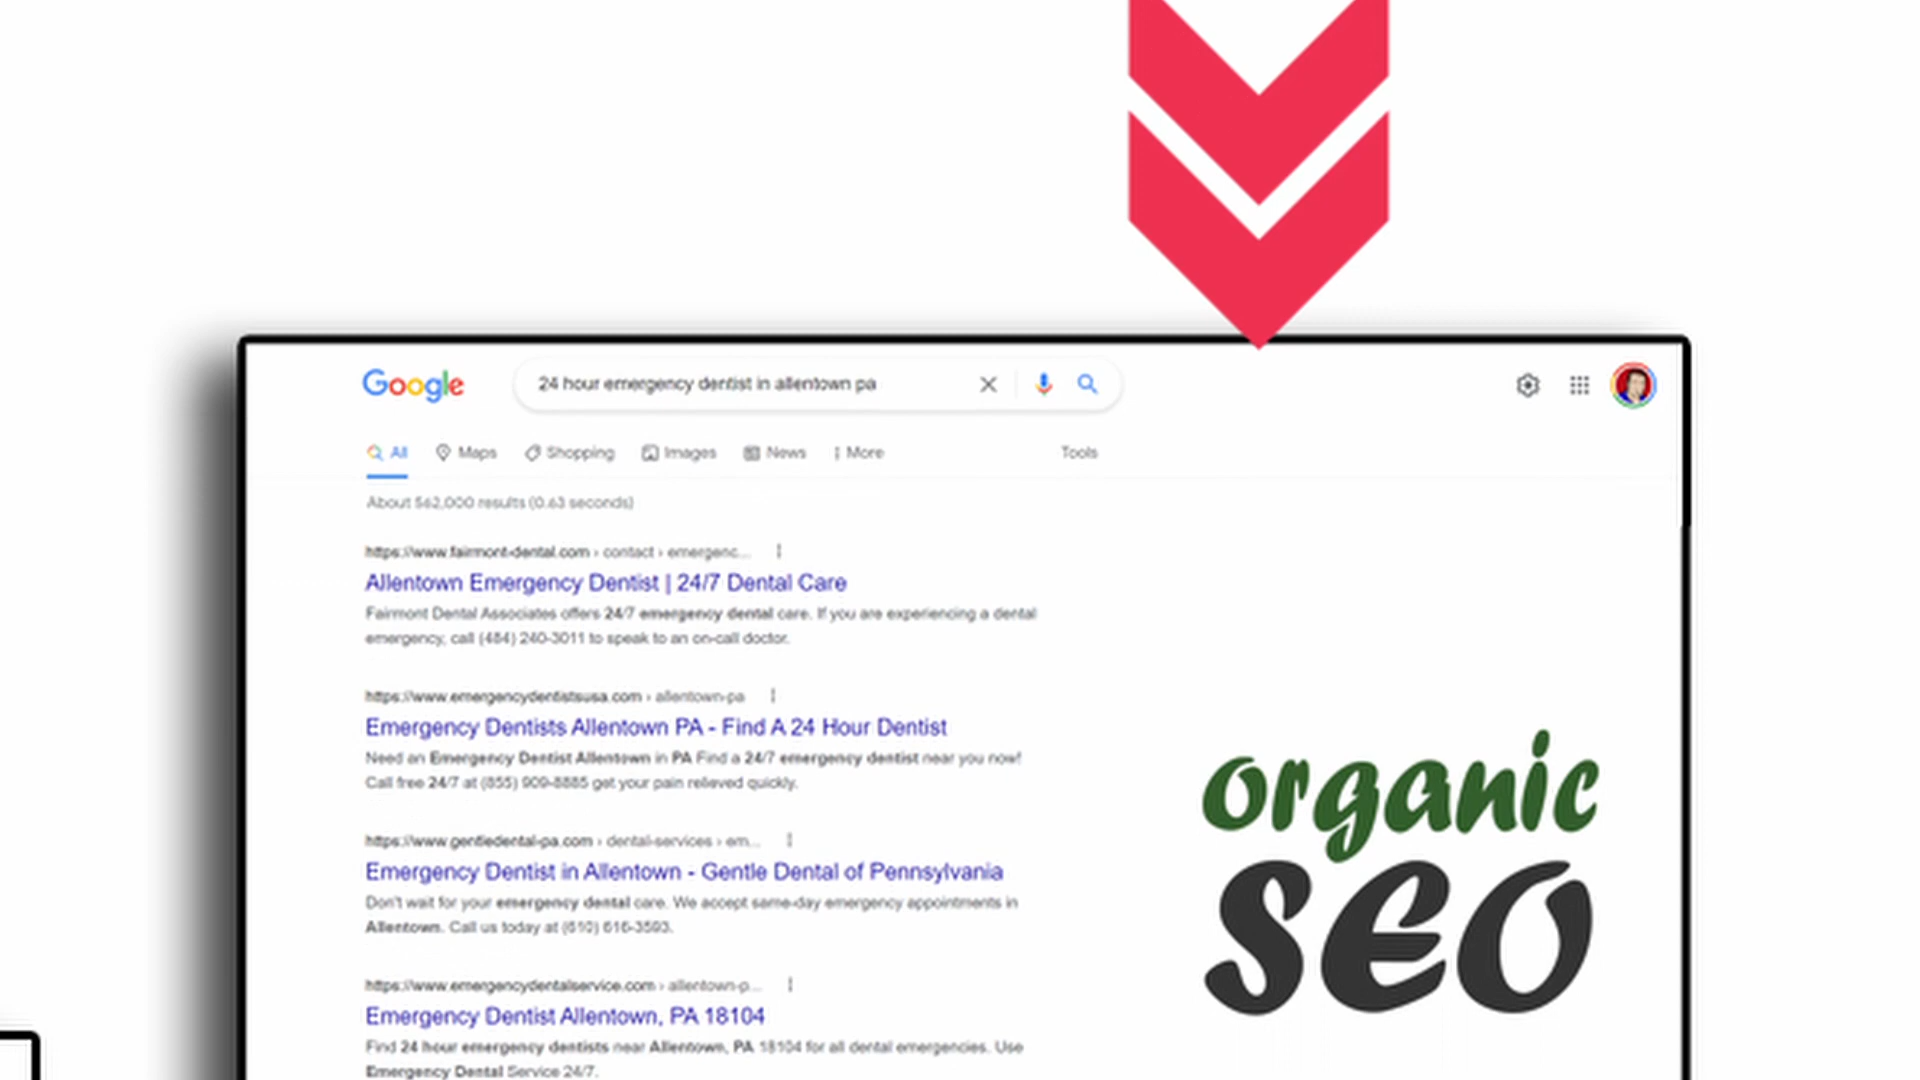 Google
24 hour emergency dentist in allentown pa
All Maps Shopping Images News More Tools
About 562,000 results (0.63 seconds)
https://www.fairmont-dental.com › contact › emergenc...
Allentown Emergency Dentist | 24/7 Dental Care
Fairmont Dental Associates offers 24/7 emergency dental care. If you are experiencing a dental
emergency, call (484) 240-3011 to speak to an on-call doctor.
https://www.emergencydentistsusa.com › allentown-pa
Emergency Dentists Allentown PA - Find A 24 Hour Dentist
Need an Emergency Dentist Allentown in PA Find a 24/7 emergency dentist near you now!
Call free 24/7 at (855) 909-8885 get your pain relieved quickly.
https://www.gentledental-pa.com › dental-services › em...
Emergency Dentist in Allentown - Gentle Dental of Pennsylvania
Don't wait for your emergency dental care. We accept same-day emergency appointments in
Allentown. Call us today at (610) 616-3593.
https://www.emergencydentalservice.com › allentown-p...
Emergency Dentist Allentown, PA 18104
Find 24 hour emergency dentists near Allentown, PA 18104 for all dental emergencies. Use
Emergency Dental Service 24/7.
organic
SEO